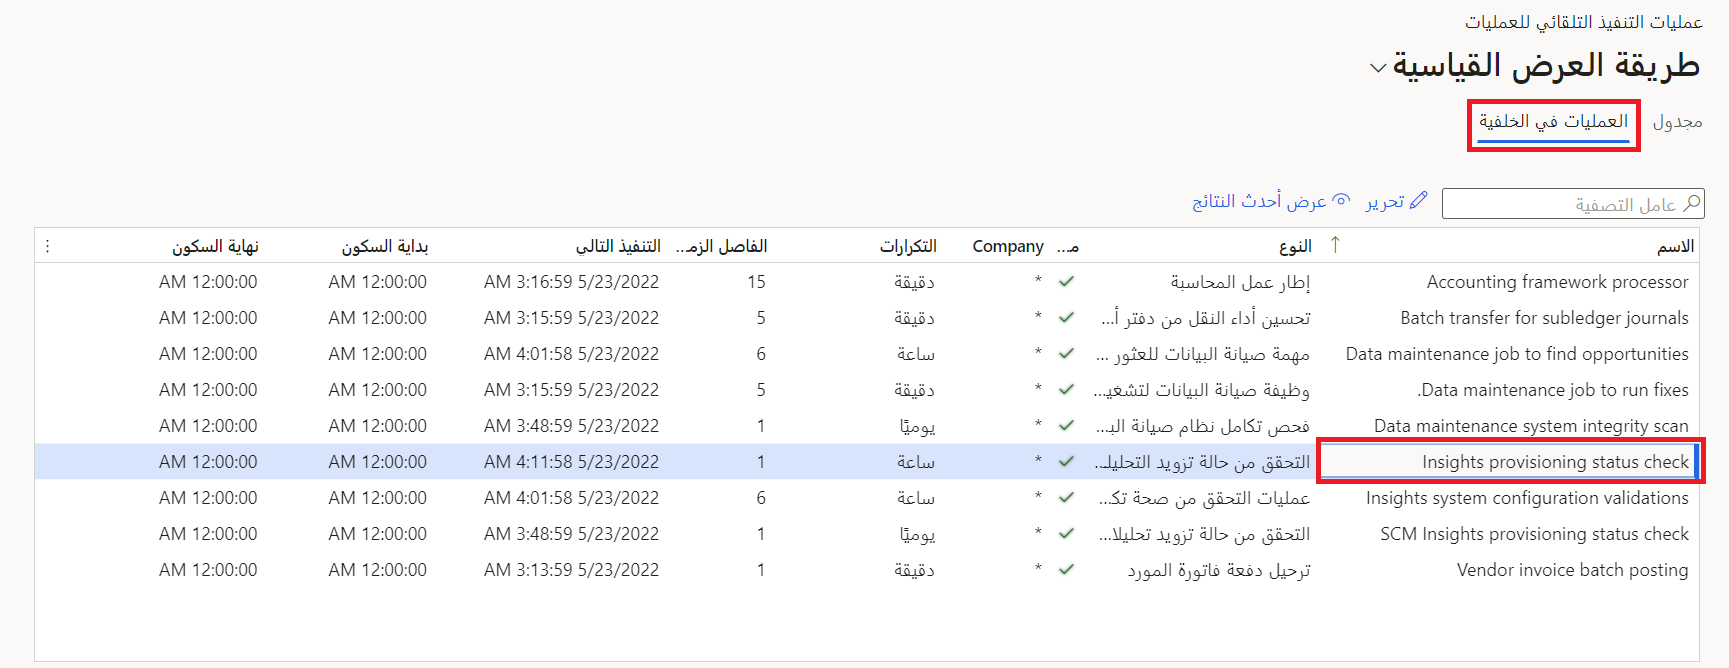 عمليات التنفيذ التلقائي للعمليات
طريقة العرض القياسية
مجدول العمليات في الخلفية
عامل التصفية تحرير عرض أحدث النتائج
الاسم النوع م... Company التكرارات الفاصل الزمـ... التنفيذ التالي بداية السكون نهاية السكون
Accounting framework processor إطار عمل المحاسبة * دقيقة 15 AM 3:16:59 5/23/2022 AM 12:00:00 AM 12:00:00
Batch transfer for subledger journals تحسين أداء النقل من دفتر أ... * دقيقة 5 AM 3:15:59 5/23/2022 AM 12:00:00 AM 12:00:00
Data maintenance job to find opportunities مهمة صيانة البيانات للعثور ... * ساعة 6 AM 4:01:58 5/23/2022 AM 12:00:00 AM 12:00:00
.Data maintenance job to run fixes وظيفة صيانة البيانات لتشغيـ... * دقيقة 5 AM 3:15:59 5/23/2022 AM 12:00:00 AM 12:00:00
Data maintenance system integrity scan فحص تكامل نظام صيانة البـ... * يوميًا 1 AM 3:48:59 5/23/2022 AM 12:00:00 AM 12:00:00
Insights provisioning status check التحقق من حالة تزويد التحليلـ... * ساعة 1 AM 4:11:58 5/23/2022 AM 12:00:00 AM 12:00:00
Insights system configuration validations عمليات التحقق من صحة تكـ... * ساعة 6 AM 4:01:58 5/23/2022 AM 12:00:00 AM 12:00:00
SCM Insights provisioning status check التحقق من حالة تزويد تحليلا... * يوميًا 1 AM 3:48:59 5/23/2022 AM 12:00:00 AM 12:00:00
Vendor invoice batch posting ترحيل دفعة فاتورة المورد * دقيقة 1 AM 3:13:59 5/23/2022 AM 12:00:00 AM 12:00:00